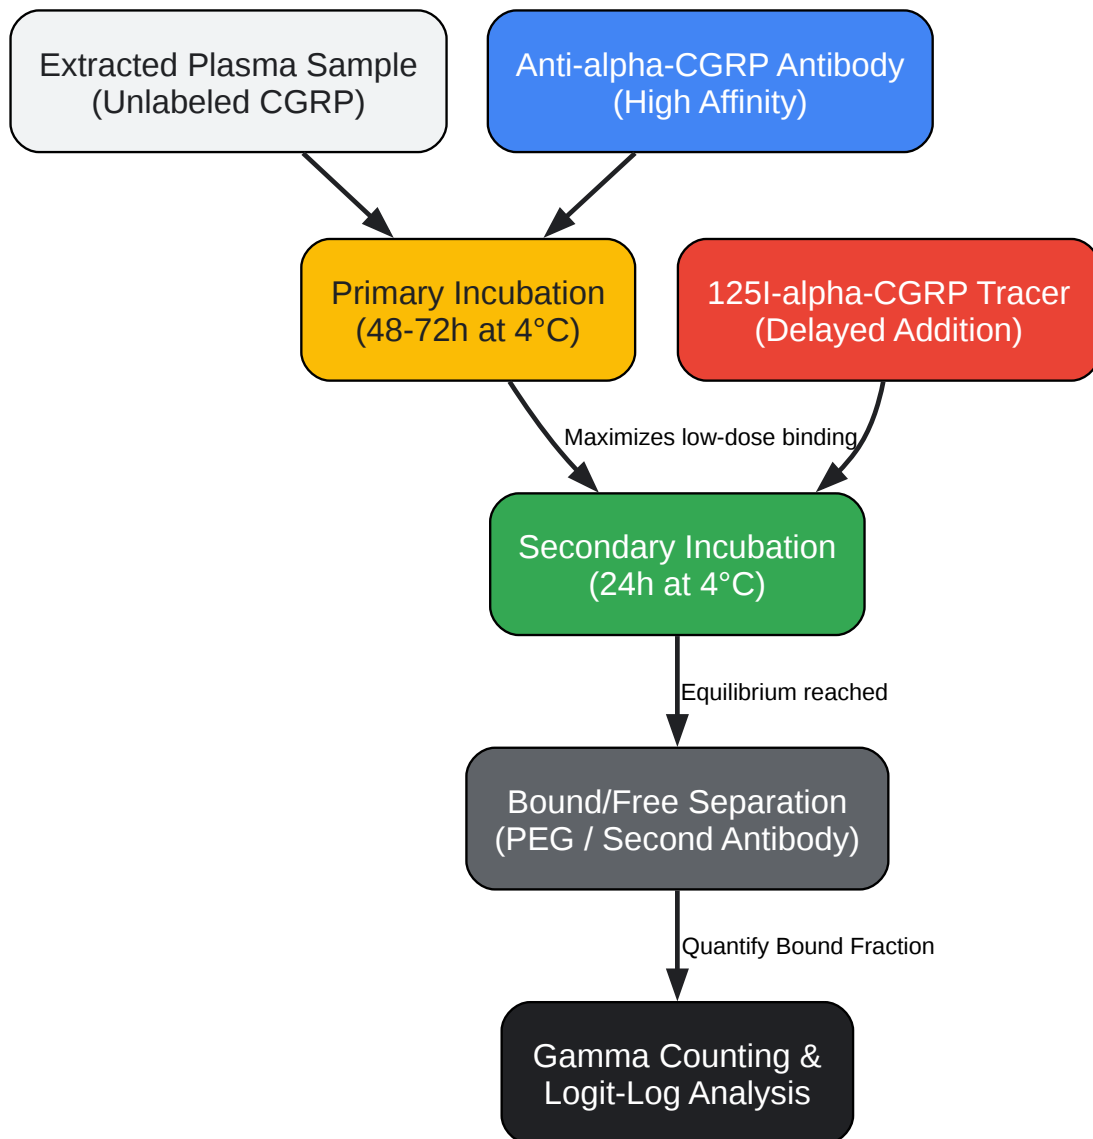 Extracted Plasma Sample
(Unlabeled CGRP)
Anti-alpha-CGRP Antibody
(High Affinity)
Primary Incubation
(48-72h at 4°C)
125I-alpha-CGRP Tracer
(Delayed Addition)
Maximizes low-dose binding
Secondary Incubation
(24h at 4°C)
Equilibrium reached
Bound/Free Separation
(PEG / Second Antibody)
Quantify Bound Fraction
Gamma Counting &
Logit-Log Analysis